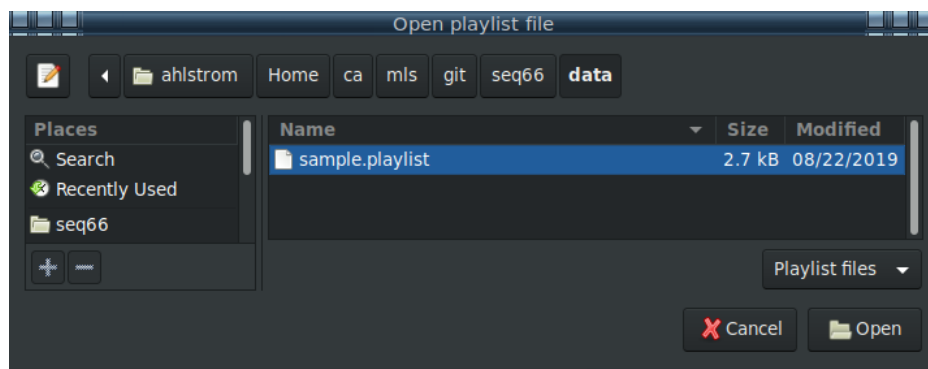 Open playlist file
ahlstrom Home ca mls git seq66 data
Places
Search
Recently Used
seq66
Name Size Modified
sample.playlist 2.7 kB 08/22/2019
Playlist files
Cancel Open